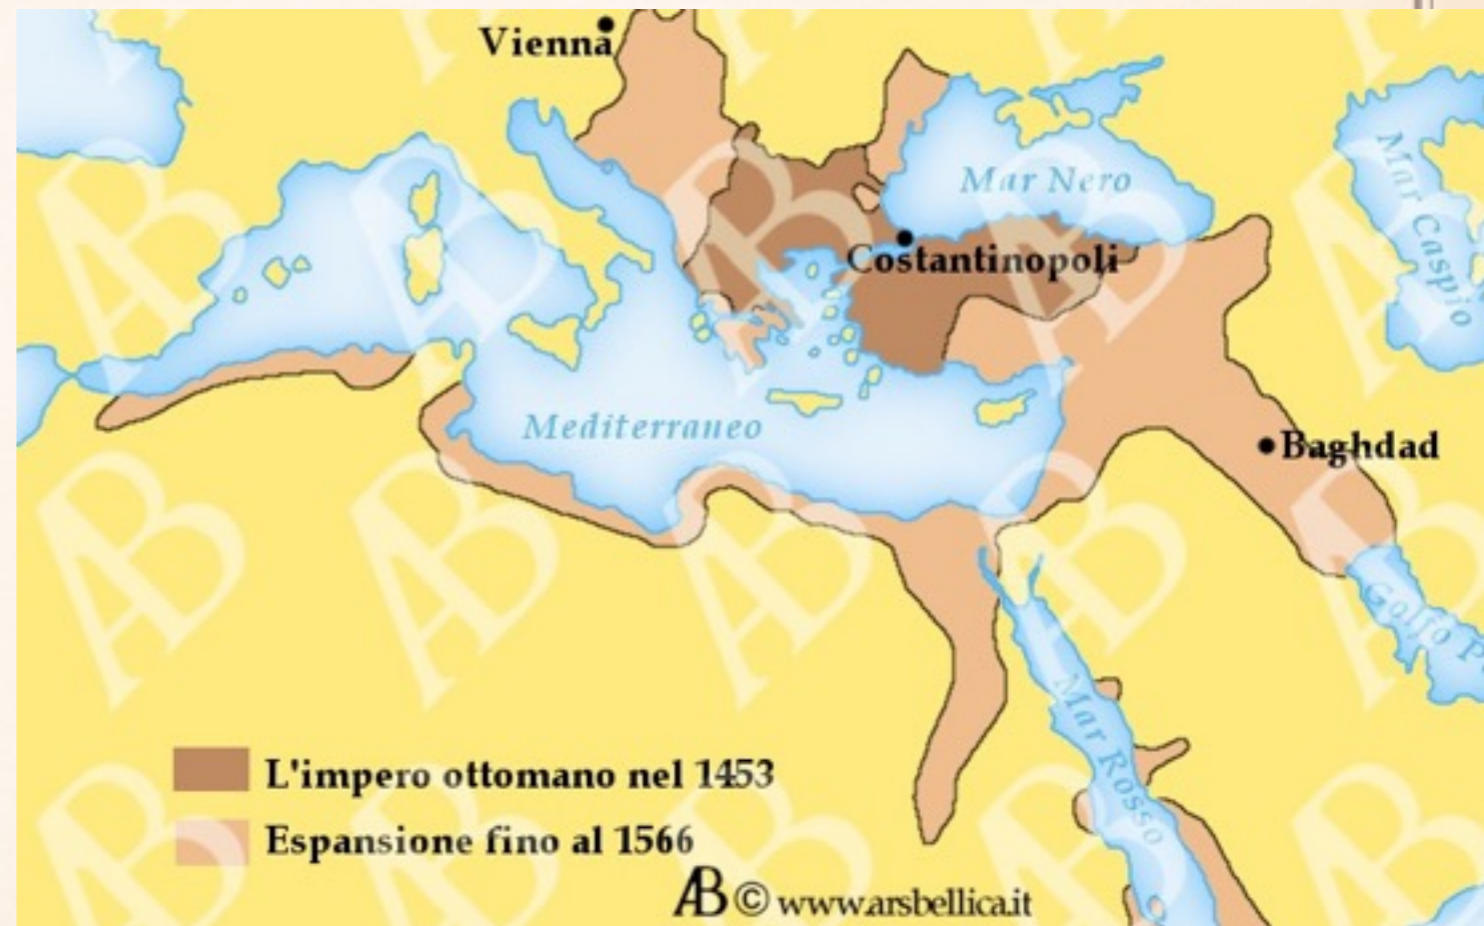 Vienna
Mar Nero
Mar Caspio
Costantinopoli
Mediterraneo
Baghdad
Golfo P
Mar Rosso
L'impero ottomano nel 1453
Espansione fino al 1566
AB © www.arsbellica.it